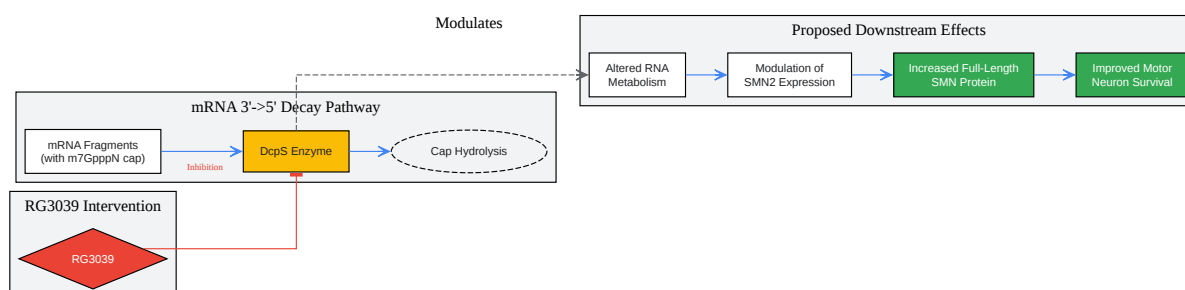 Modulates
Proposed Downstream Effects
Altered RNA
Metabolism
Modulation of
SMN2 Expression
Increased Full-Length
SMN Protein
Improved Motor
Neuron Survival
mRNA 3'->5' Decay Pathway
mRNA Fragments
(with m7GpppN cap)
Inhibition
DcpS Enzyme
Cap Hydrolysis
RG3039 Intervention
RG3039